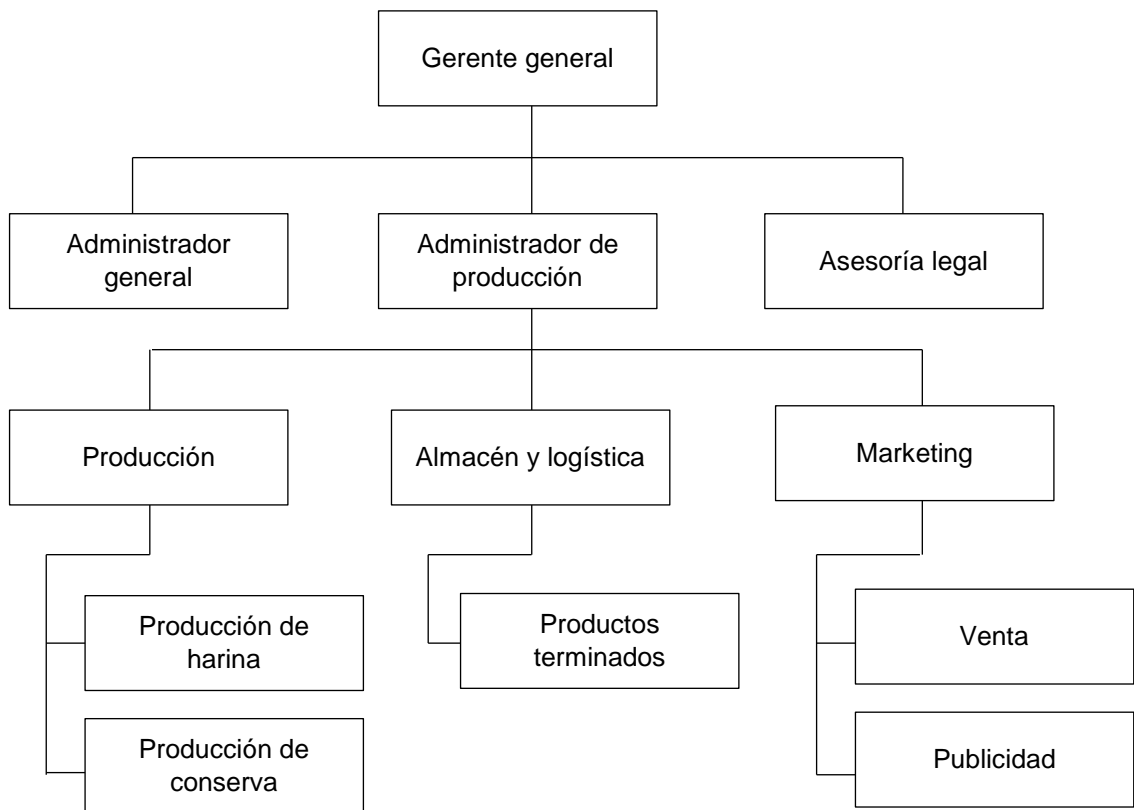 Gerente general
Administrador
general
Administrador de
producción
Asesoría legal
Producción
Almacén y logística
Marketing
Producción de
harina
Productos
terminados
Venta
Producción de
conserva
Publicidad